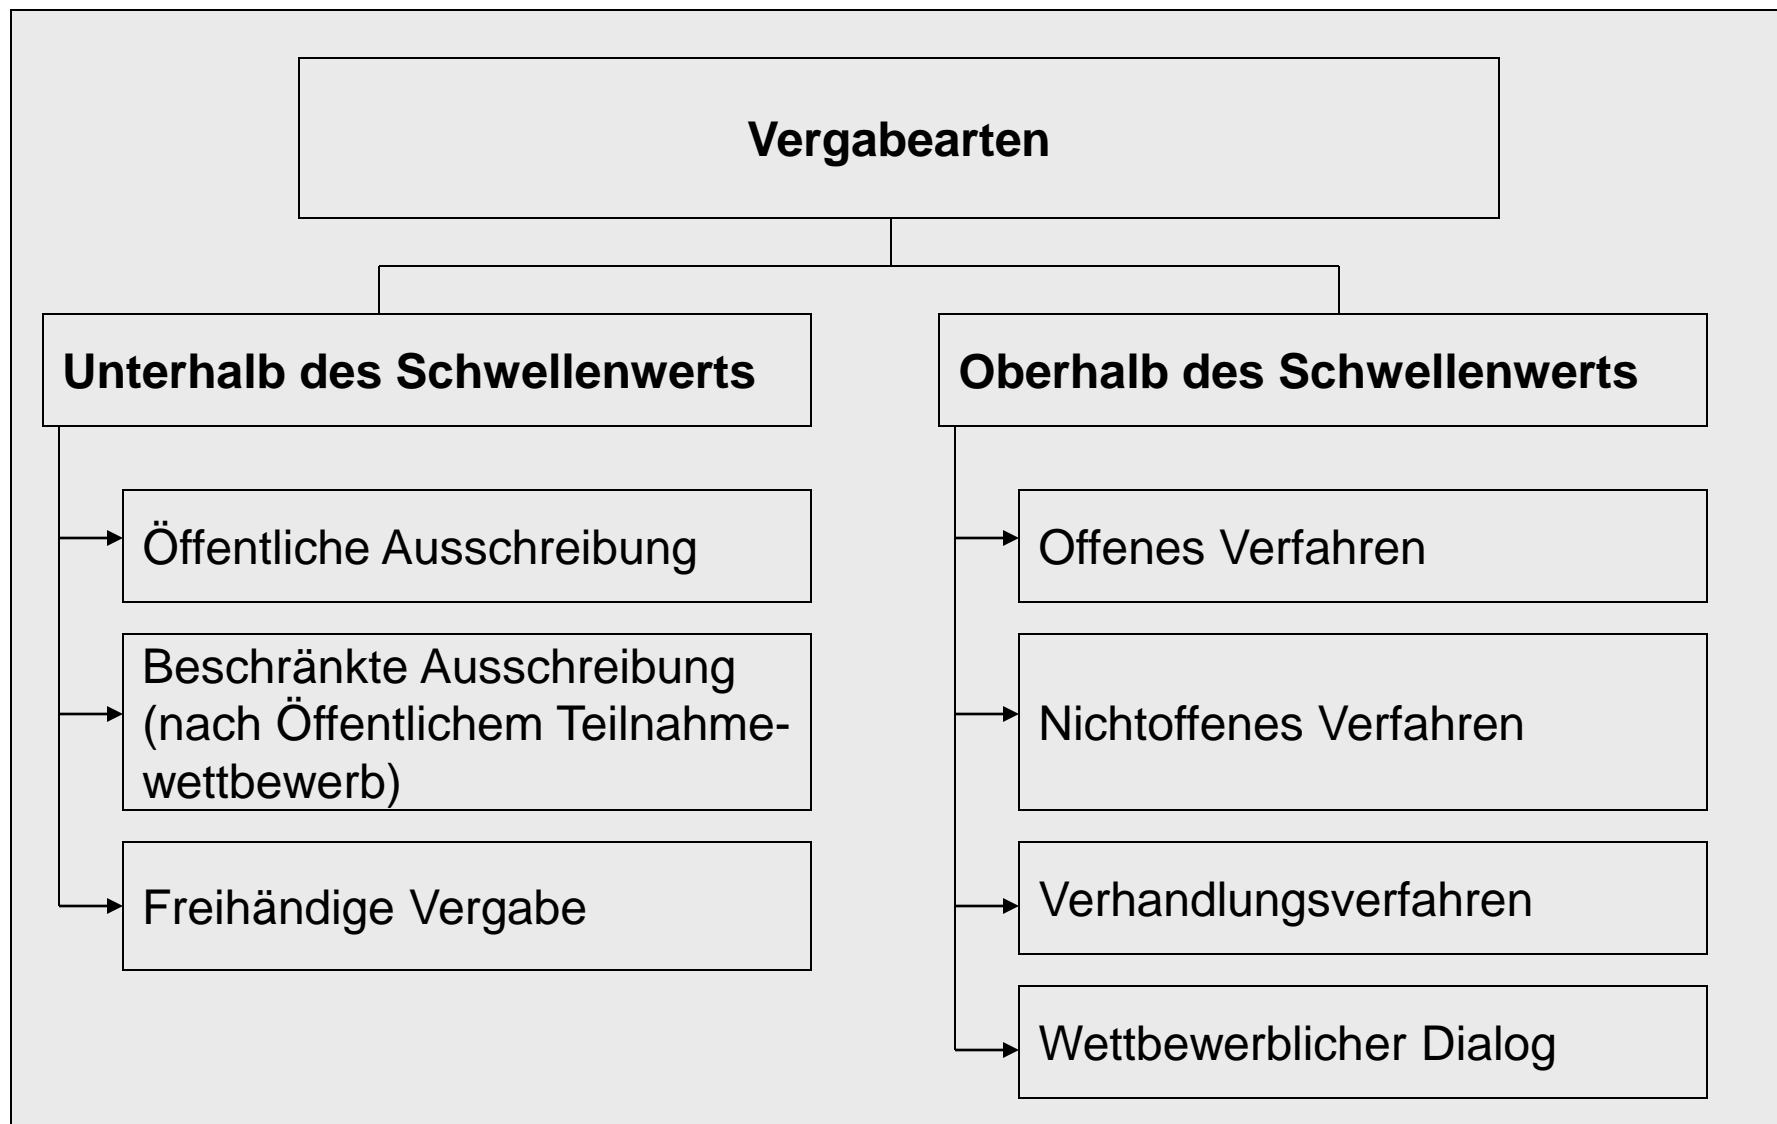 Vergabearten
Unterhalb des Schwellenwerts
Öffentliche Ausschreibung
Beschränkte Ausschreibung
(nach Öffentlichem Teilnahme-
wettbewerb)
Freihändige Vergabe
Oberhalb des Schwellenwerts
Offenes Verfahren
Nichtoffenes Verfahren
Verhandlungsverfahren
Wettbewerblicher Dialog